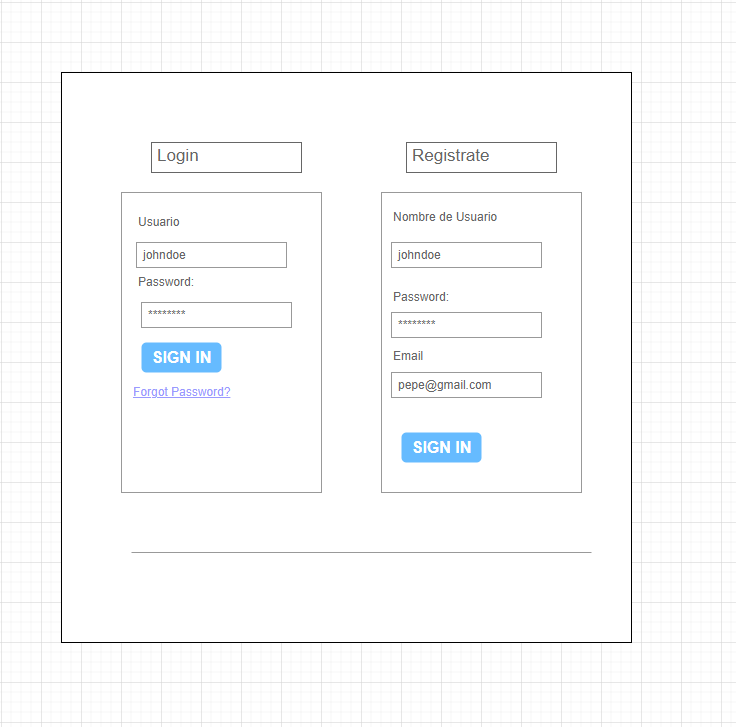 Login
Usuario
johndoe
Password:
********
SIGN IN
Forgot Password?
Registrate
Nombre de Usuario
johndoe
Password:
********
Email
pepe@gmail.com
SIGN IN